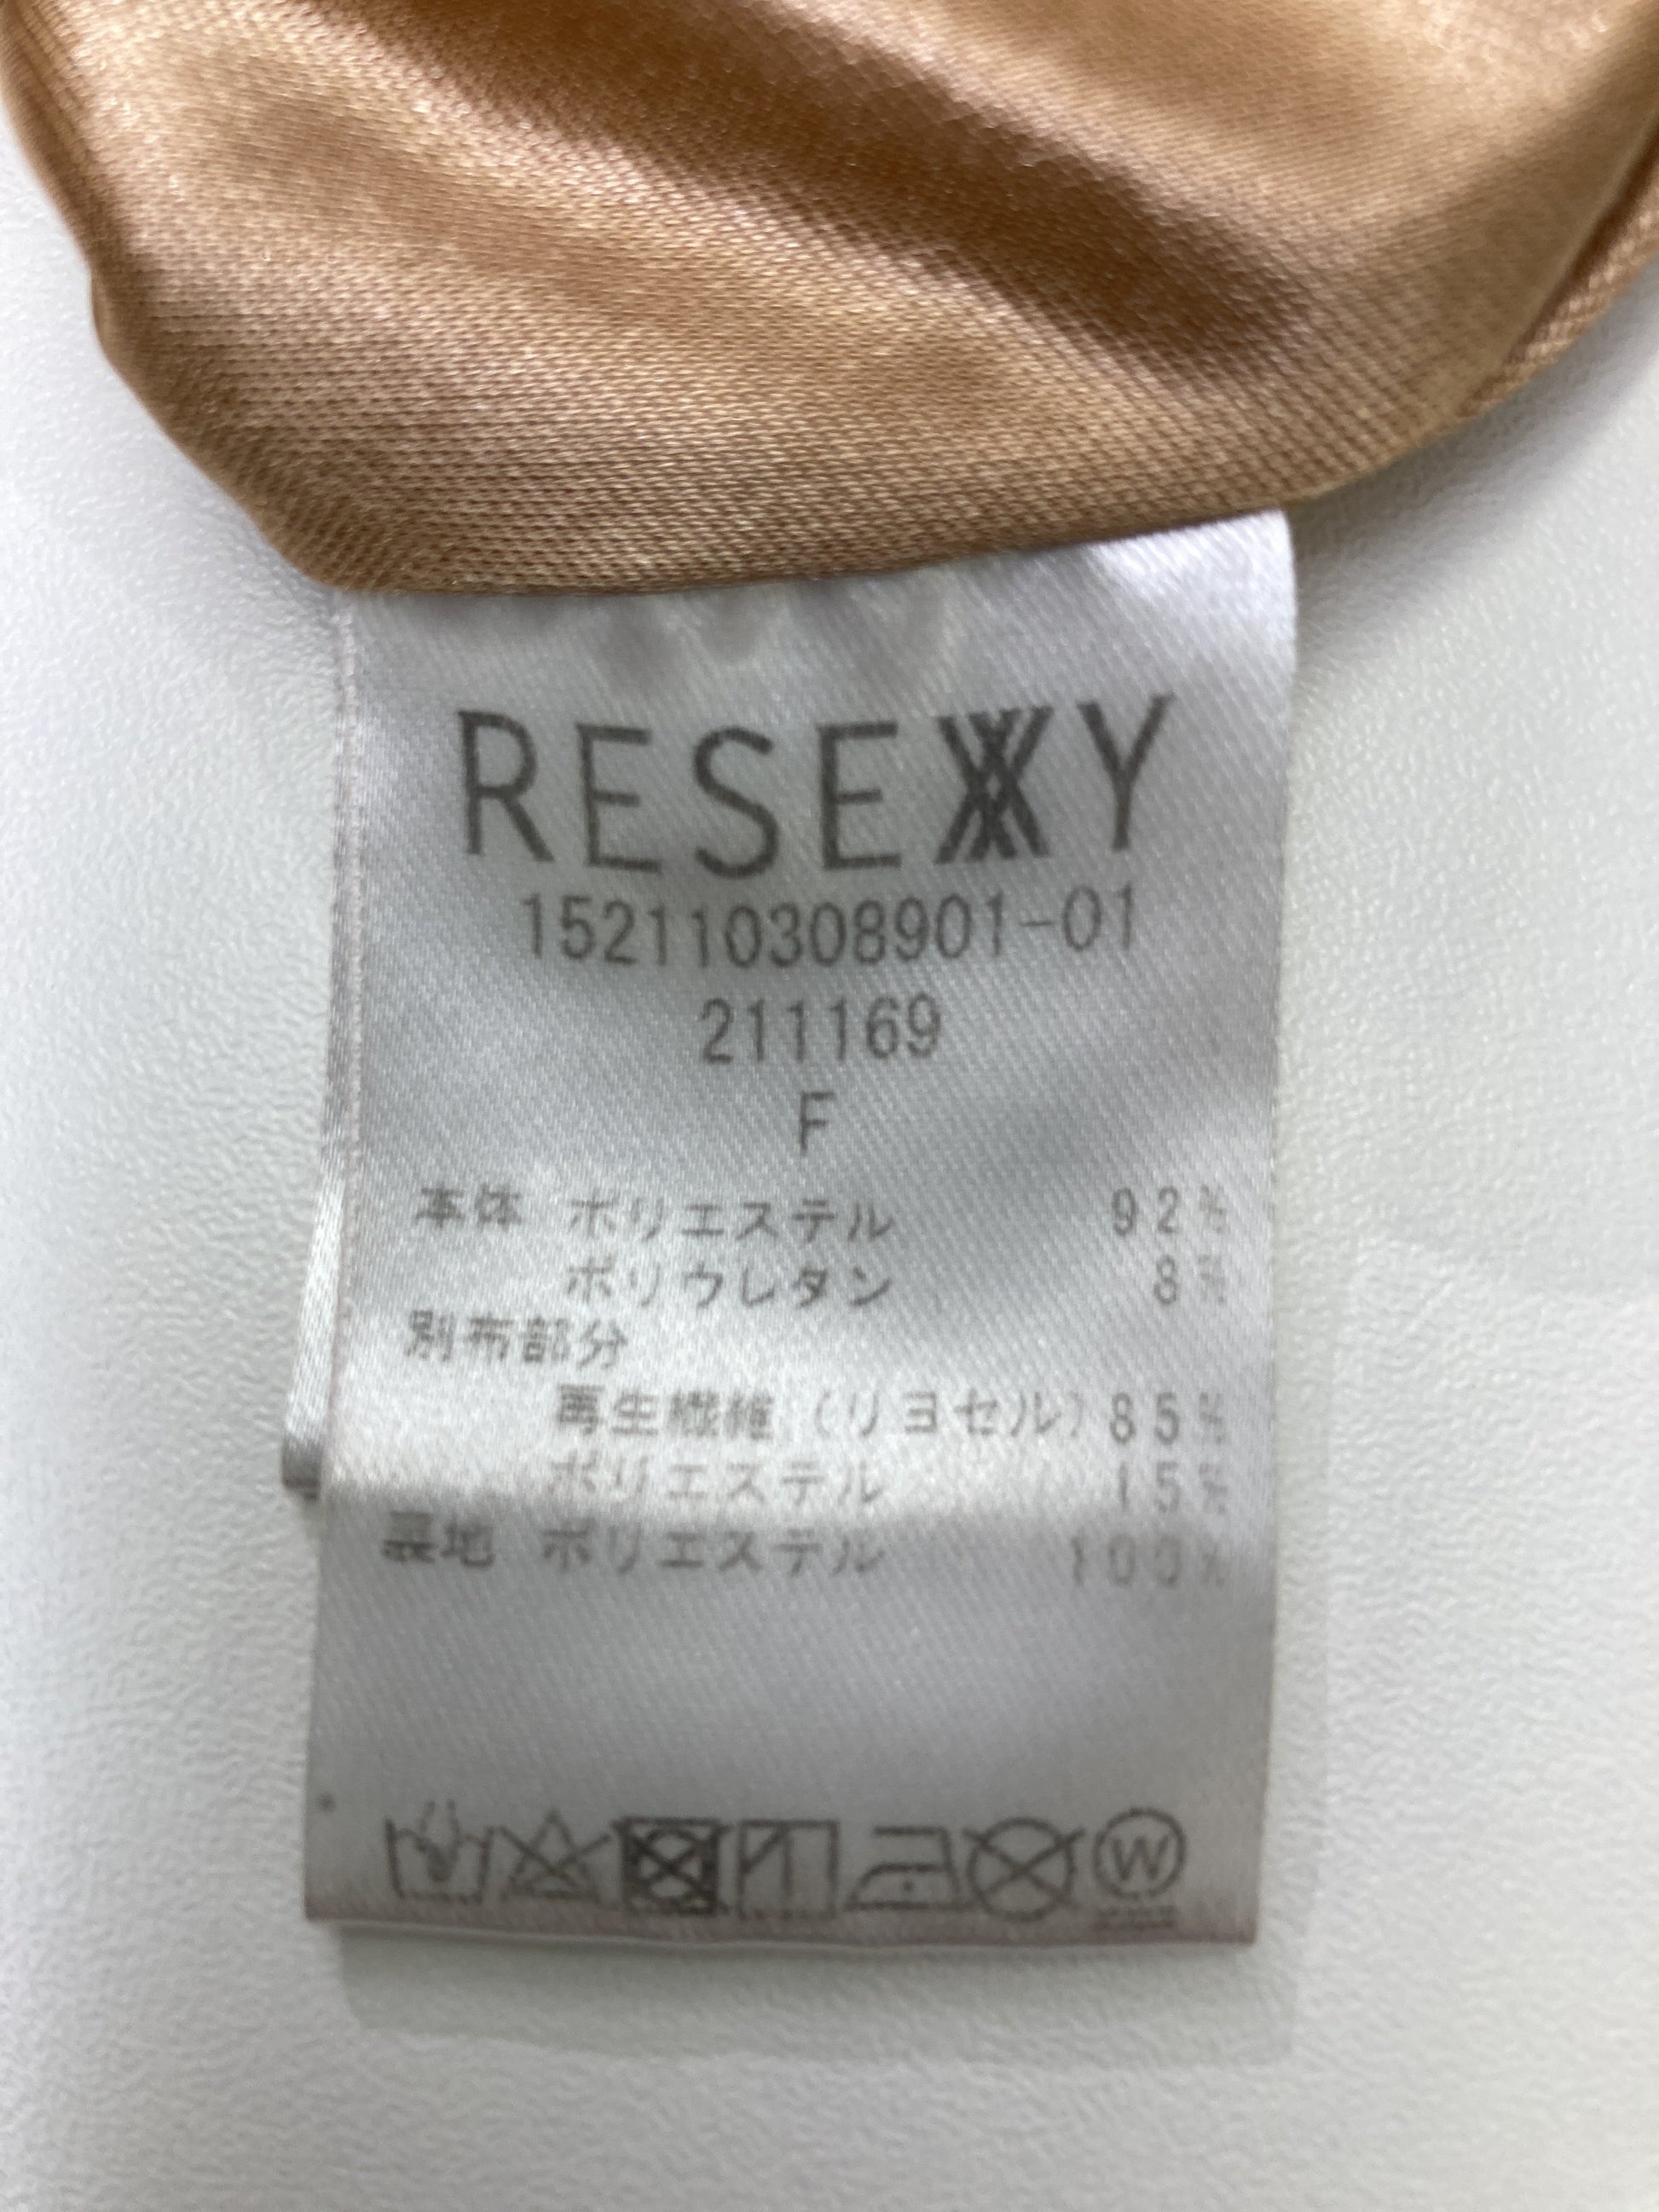 RESEXXY
152110308901-01
211169
F
本体 ポリエステル 92%
ポリウレタン 8%
別布部分
再生繊維(リヨセル) 85%
ポリエステル 15%
裏地 ポリエステル 100%
W